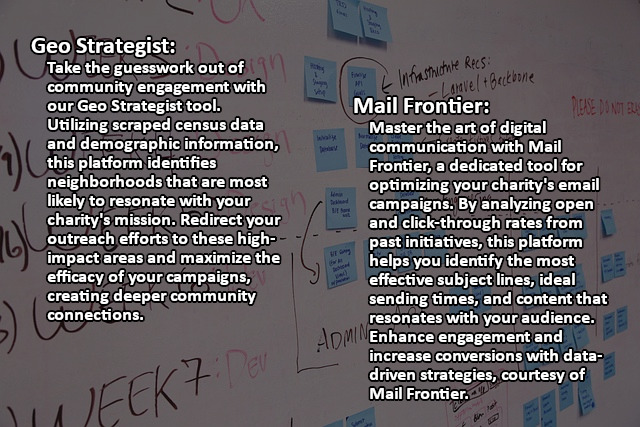 Geo Strategist:
Take the guesswork out of
community engagement with
our Geo Strategist tool.
Utilizing scraped census data
and demographic information,
this platform identifies
neighborhoods that are most
likely to resonate with your
charity's mission. Redirect your
outreach efforts to these high-
impact areas and maximize the
efficacy of your campaigns,
creating deeper community
connections.
Mail Frontier:
Master the art of digital
communication with Mail
Frontier, a dedicated tool for
optimizing your charity's email
campaigns. By analyzing open
and click-through rates from
past initiatives, this platform
helps you identify the most
effective subject lines, ideal
sending times, and content that
resonates with your audience.
Enhance engagement and
increase conversions with data-
driven strategies, courtesy of
Mail Frontier.
Infrastructure Recs:
- Laravel + Backbone
PLEASE DO NOT
Design
ADMIN
WEEK 7: Dev